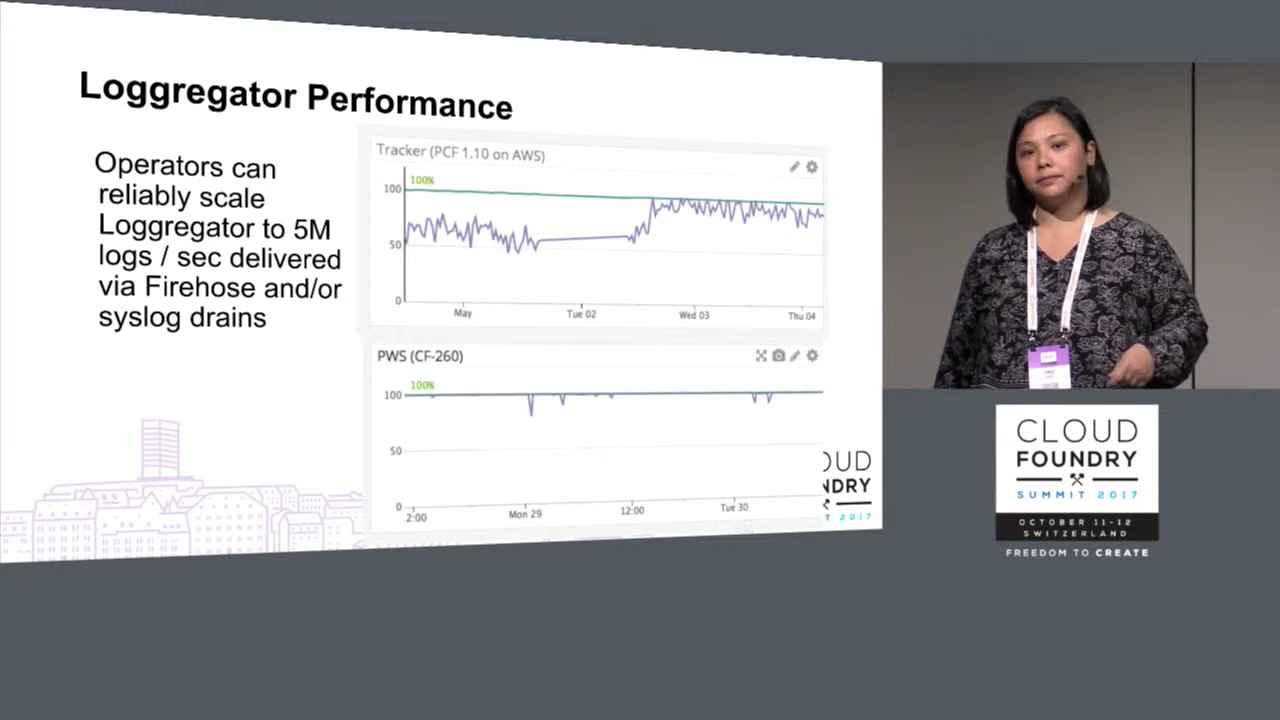 Loggregator Performance
Operators can
reliably scale
Loggregator to 5M
logs / sec delivered
via Firehose and/or
syslog drains
Tracker (PCF 1.10 on AWS)
100%
100
50
0
May
Tue 02
Wed 03
Thu 04
PWS (CF-260)
100%
100
50
0
2:00
Mon 29
12:00
Tue 30
OUD
NDRY
T 2017
CLOUD
FOUNDRY
SUMMIT 2017
OCTOBER 11-12
SWITZERLAND
FREEDOM TO CREATE